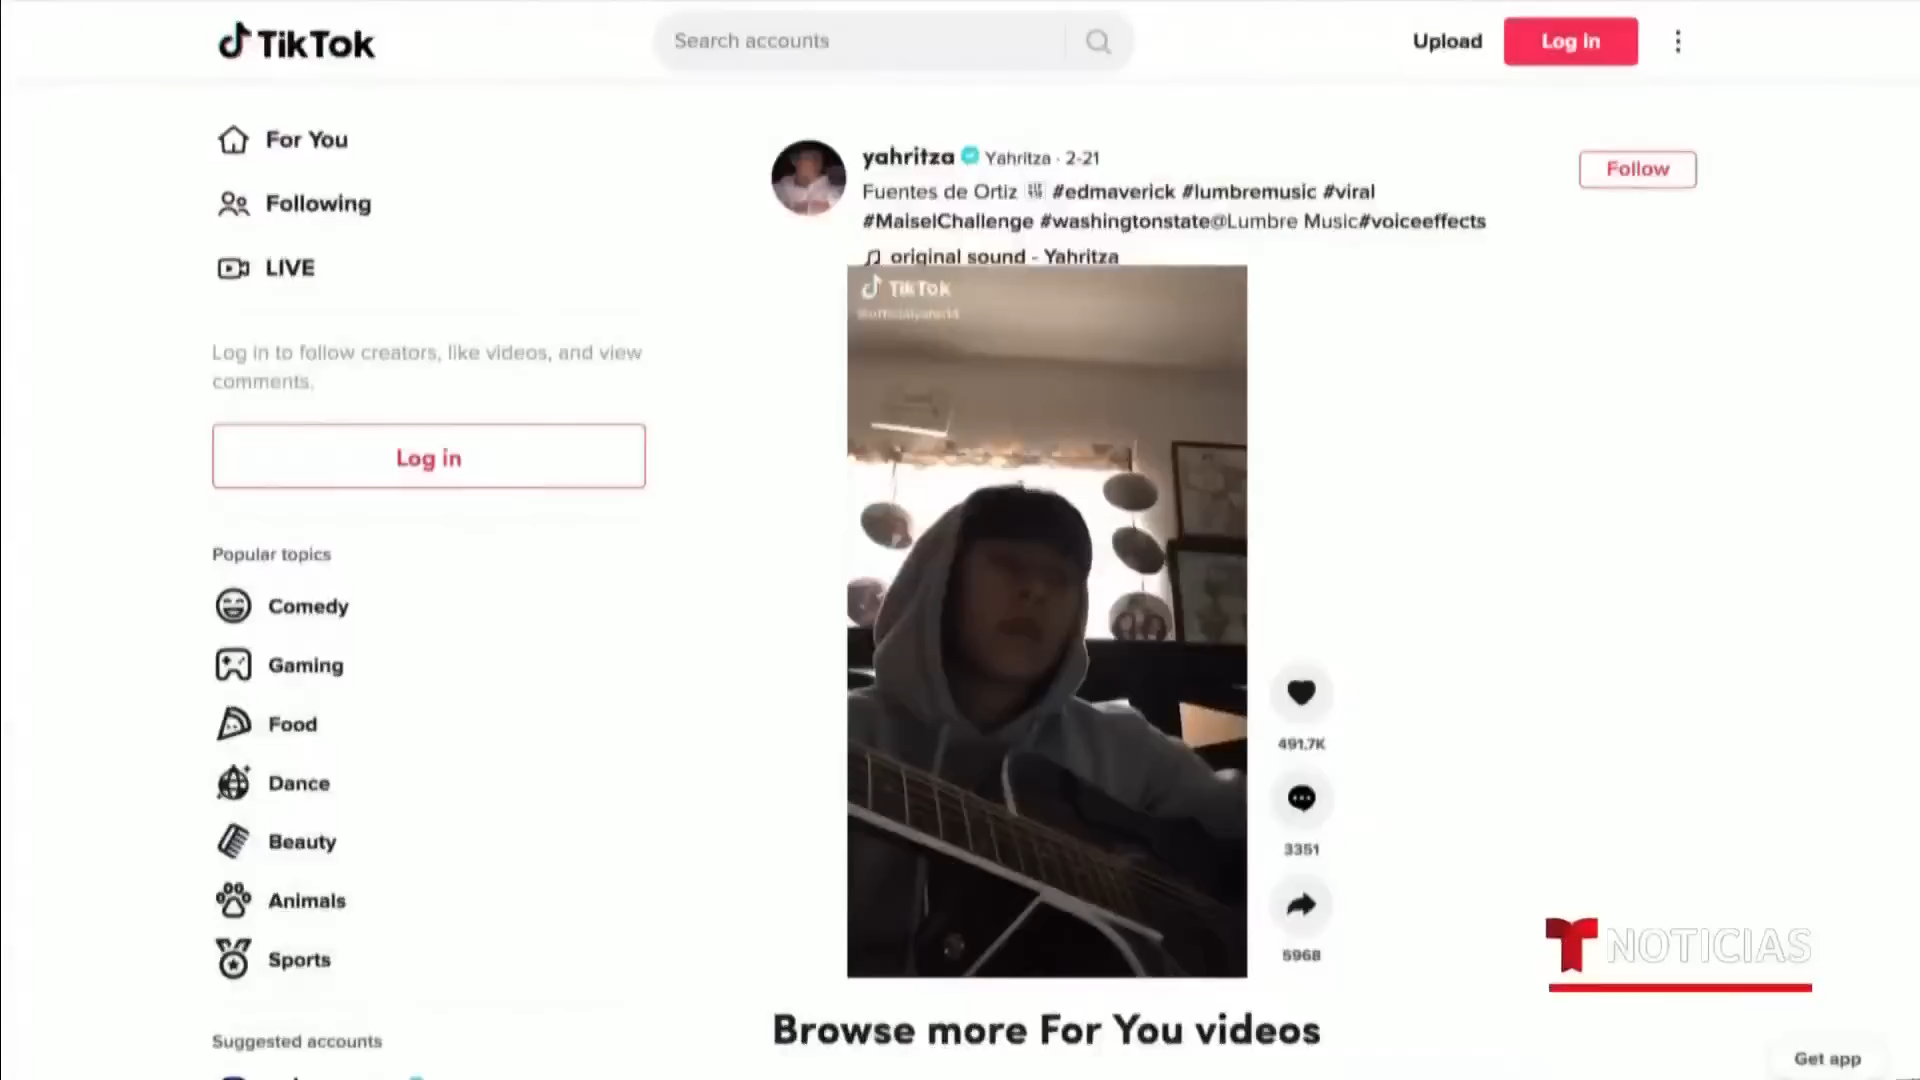 TikTok
Search accounts
Upload
Log in
For You
Following
LIVE
Log in to follow creators, like videos, and view
comments.
Log in
Popular topics
Comedy
Gaming
Food
Dance
Beauty
Animals
Sports
Suggested accounts
yahritza Yahritza · 2-21
Follow
Fuentes de Ortiz #edmaverick #lumbremusic #viral
#MaiselChallenge #washingtonstate@Lumbre Music#voiceeffects
original sound - Yahritza
TikTok
491.7K
3351
5968
T NOTICIAS
Browse more For You videos
Get app